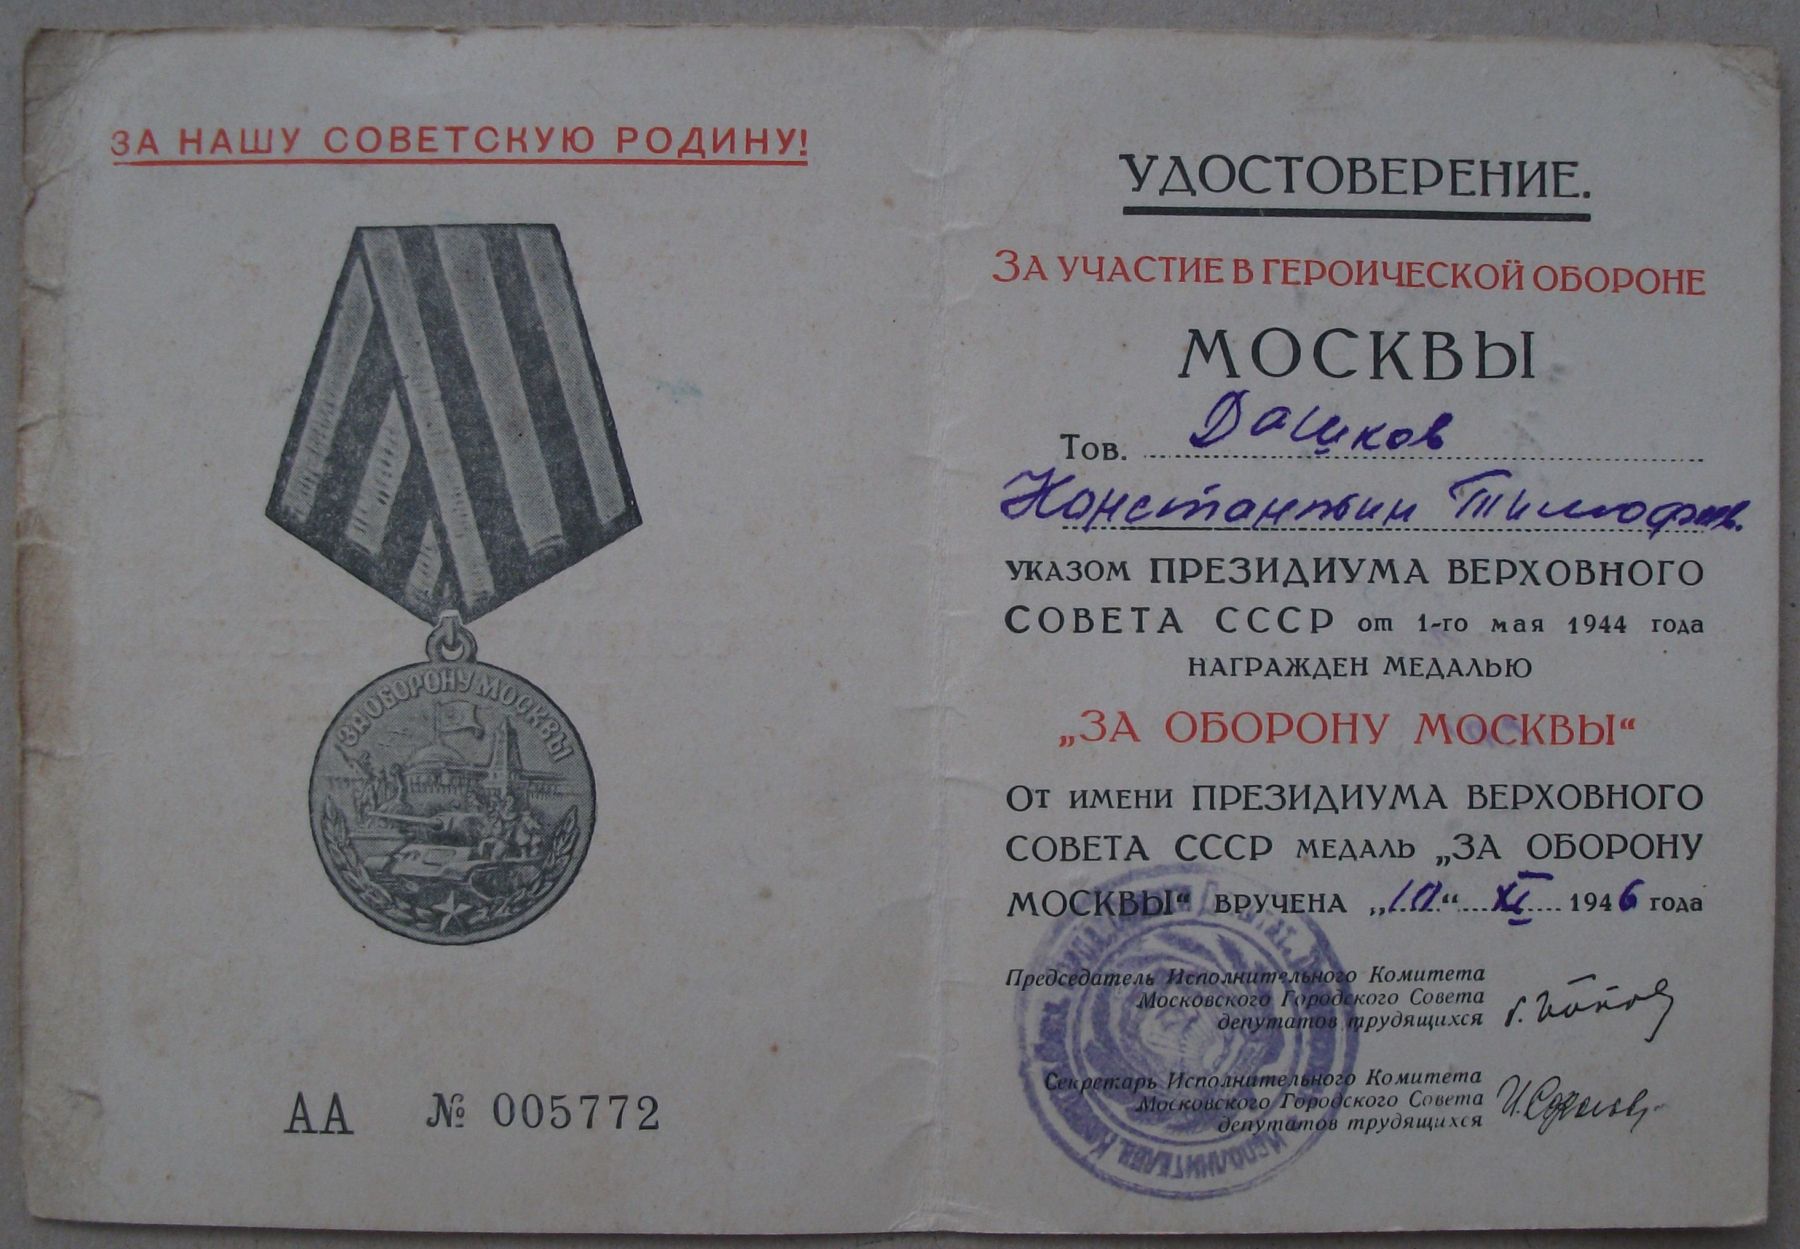 ЗА НАШУ СОВЕТСКУЮ РОДИНУ!
ЗА ОБОРОНУ МОСКВЫ
АА № 005772
УДОСТОВЕРЕНИЕ.
ЗА УЧАСТИЕ В ГЕРОИЧЕСКОЙ ОБОРОНЕ
МОСКВЫ
Тов. Дашков
Константин Тимофеев.
УКАЗОМ ПРЕЗИДИУМА ВЕРХОВНОГО
СОВЕТА СССР от 1-го мая 1944 года
НАГРАЖДЕН МЕДАЛЬЮ
„ЗА ОБОРОНУ МОСКВЫ“
ОТ ИМЕНИ ПРЕЗИДИУМА ВЕРХОВНОГО
СОВЕТА СССР МЕДАЛЬ „ЗА ОБОРОНУ
МОСКВЫ“ ВРУЧЕНА „10“ XI 1946 года
Председатель Исполнительного Комитета
Московского Городского Совета
депутатов трудящихся
Г. Попов
Секретарь Исполнительного Комитета
Московского Городского Совета
депутатов трудящихся